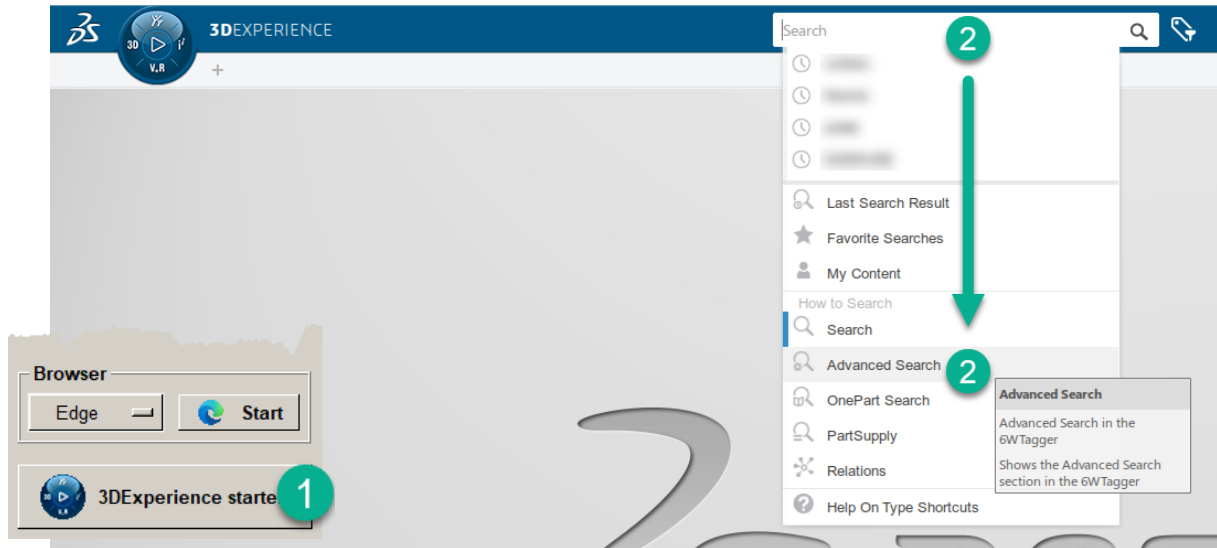 3DEXPERIENCE
Search
2
3D
V.R
+
Last Search Result
Favorite Searches
My Content
How to Search
Search
Advanced Search
2
OnePart Search
PartSupply
Relations
Help On Type Shortcuts
Advanced Search
Advanced Search in the
6WTagger
Shows the Advanced Search
section in the 6WTagger
Browser
Edge
Start
3DExperience starte
1